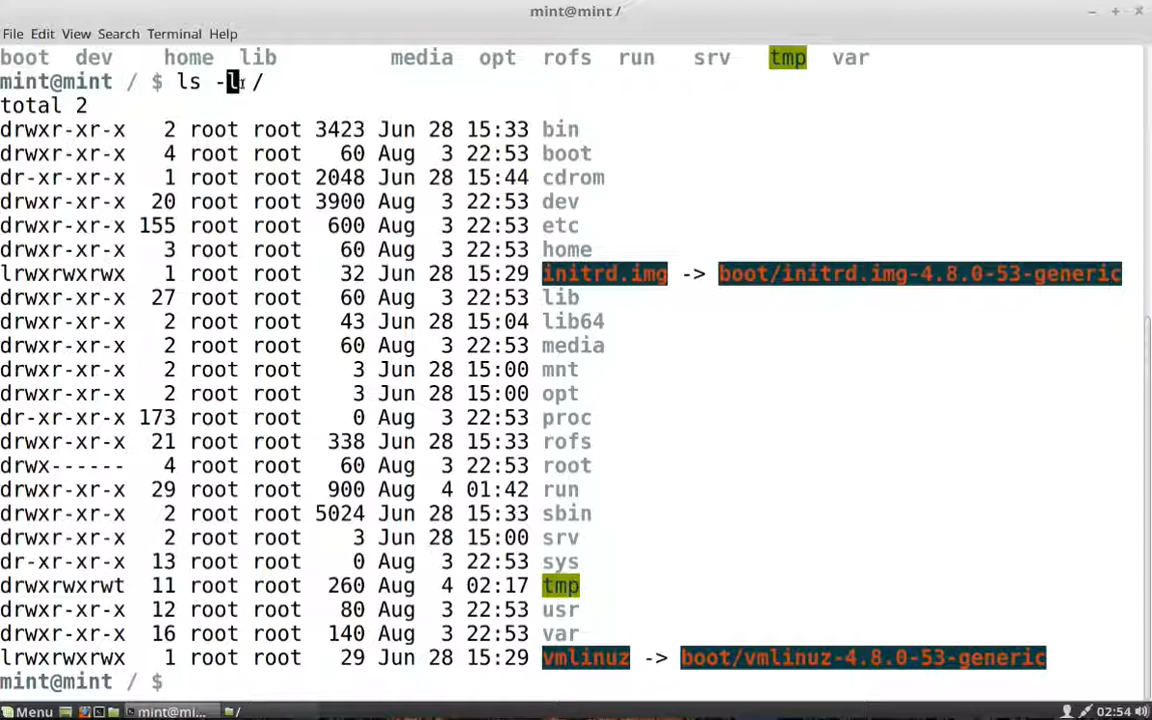 mint@mint /
File Edit View Search Terminal Help
boot dev home lib media opt rofs run srv tmp var
mint@mint / $ ls -l /
total 2
drwxr-xr-x 2 root root 3423 Jun 28 15:33 bin
drwxr-xr-x 4 root root 60 Aug 3 22:53 boot
dr-xr-xr-x 1 root root 2048 Jun 28 15:44 cdrom
drwxr-xr-x 20 root root 3900 Aug 3 22:53 dev
drwxr-xr-x 155 root root 600 Aug 3 22:53 etc
drwxr-xr-x 3 root root 60 Aug 3 22:53 home
lrwxrwxrwx 1 root root 32 Jun 28 15:29 initrd.img -> boot/initrd.img-4.8.0-53-generic
drwxr-xr-x 27 root root 60 Aug 3 22:53 lib
drwxr-xr-x 2 root root 43 Jun 28 15:04 lib64
drwxr-xr-x 2 root root 60 Aug 3 22:53 media
drwxr-xr-x 2 root root 3 Jun 28 15:00 mnt
drwxr-xr-x 2 root root 3 Jun 28 15:00 opt
dr-xr-xr-x 173 root root 0 Aug 3 22:53 proc
drwxr-xr-x 21 root root 338 Jun 28 15:33 rofs
drwx------ 4 root root 60 Aug 3 22:53 root
drwxr-xr-x 29 root root 900 Aug 4 01:42 run
drwxr-xr-x 2 root root 5024 Jun 28 15:33 sbin
drwxr-xr-x 2 root root 3 Jun 28 15:00 srv
dr-xr-xr-x 13 root root 0 Aug 3 22:53 sys
drwxrwxrwt 11 root root 260 Aug 4 02:17 tmp
drwxr-xr-x 12 root root 80 Aug 3 22:53 usr
drwxr-xr-x 16 root root 140 Aug 3 22:53 var
lrwxrwxrwx 1 root root 29 Jun 28 15:29 vmlinuz -> boot/vmlinuz-4.8.0-53-generic
mint@mint / $
Menu mint@mi... / 02:54